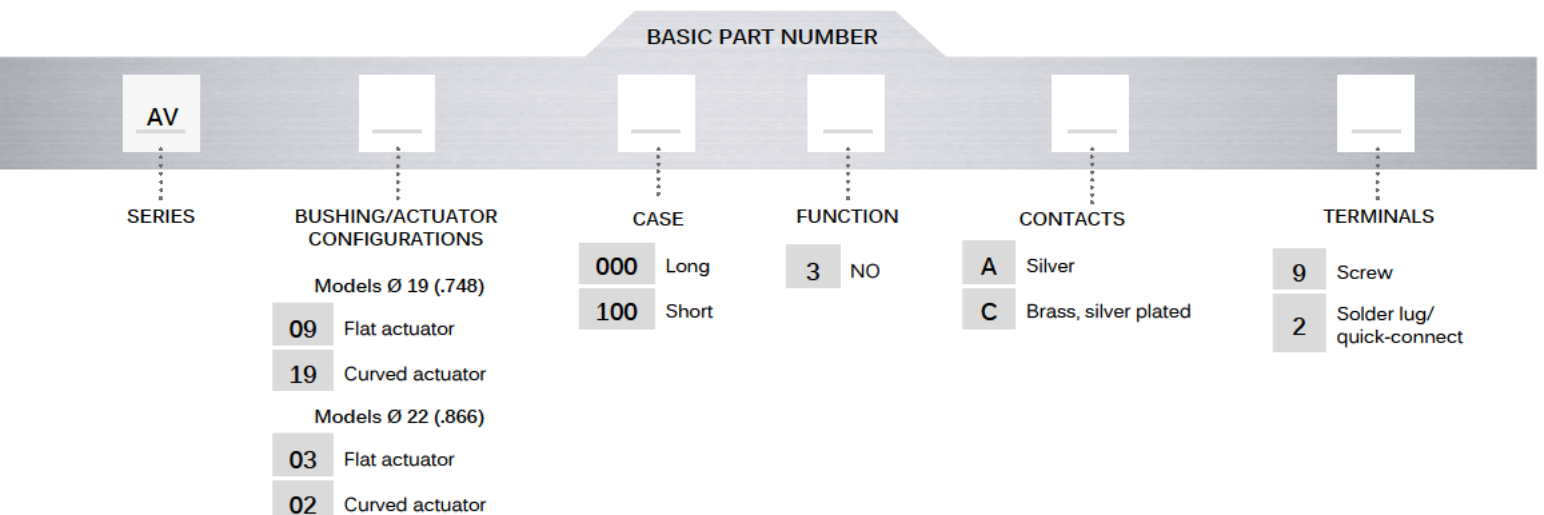 BASIC PART NUMBER
AV
SERIES
BUSHING/ACTUATOR
CONFIGURATIONS
Models Ø 19 (.748)
09 Flat actuator
19 Curved actuator
Models Ø 22 (.866)
03 Flat actuator
02 Curved actuator
CASE
000 Long
100 Short
FUNCTION
3 NO
CONTACTS
A Silver
C Brass, silver plated
TERMINALS
9 Screw
2 Solder lug/
quick-connect